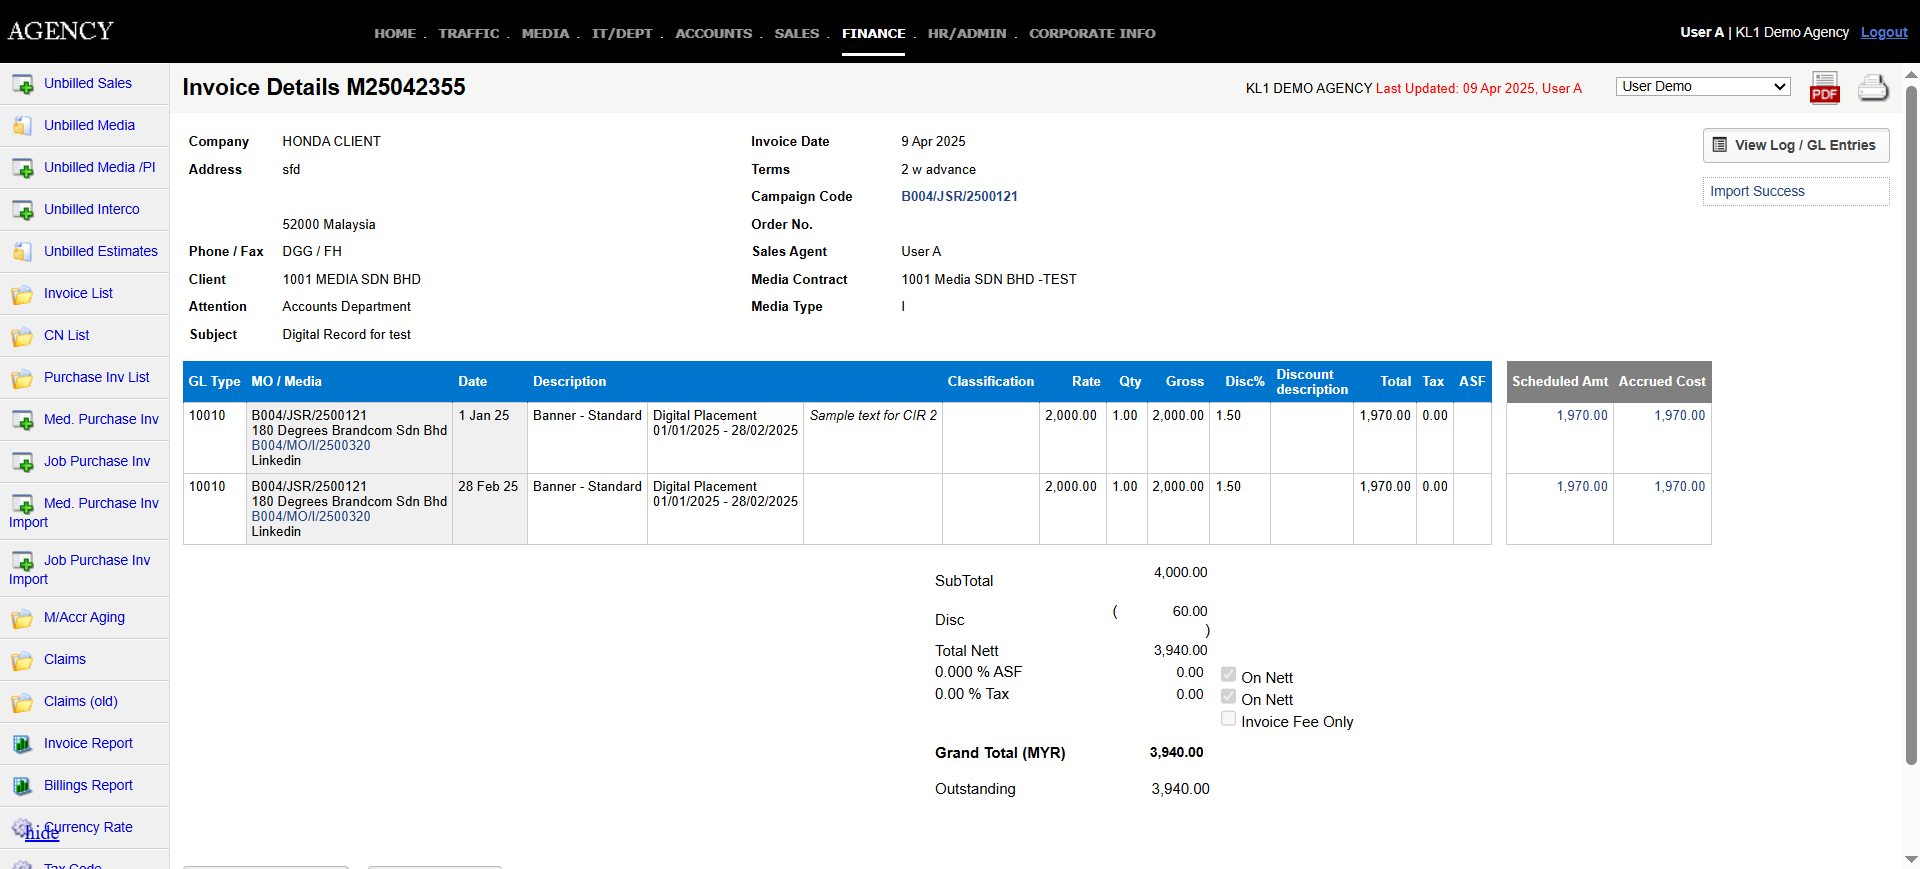 AGENCY
HOME . TRAFFIC . MEDIA . IT/DEPT . ACCOUNTS . SALES . FINANCE . HR/ADMIN . CORPORATE INFO
User A | KL1 Demo Agency Logout
Unbilled Sales
Unbilled Media
Unbilled Media /PI
Unbilled Interco
Unbilled Estimates
Invoice List
CN List
Purchase Inv List
Med. Purchase Inv
Job Purchase Inv
Med. Purchase Inv
Import
Job Purchase Inv
Import
M/Accr Aging
Claims
Claims (old)
Invoice Report
Billings Report
Currency Rate
hide
Tax Code
Invoice Details M25042355
KL1 DEMO AGENCY Last Updated: 09 Apr 2025, User A
User Demo
PDF
View Log / GL Entries
Import Success
Company HONDA CLIENT
Address sfd
52000 Malaysia
Phone / Fax DGG / FH
Client 1001 MEDIA SDN BHD
Attention Accounts Department
Subject Digital Record for test
Invoice Date 9 Apr 2025
Terms 2 w advance
Campaign Code B004/JSR/2500121
Order No.
Sales Agent User A
Media Contract 1001 Media SDN BHD -TEST
Media Type I
GL Type MO / Media Date Description Classification Rate Qty Gross Disc% Discount description Total Tax ASF Scheduled Amt Accrued Cost
10010 B004/JSR/2500121 1 Jan 25 Banner - Standard Digital Placement Sample text for CIR 2 2,000.00 1.00 2,000.00 1.50 1,970.00 0.00 1,970.00 1,970.00
180 Degrees Brandcom Sdn Bhd 01/01/2025 - 28/02/2025
B004/MO/I/2500320
Linkedin
10010 B004/JSR/2500121 28 Feb 25 Banner - Standard Digital Placement 2,000.00 1.00 2,000.00 1.50 1,970.00 0.00 1,970.00 1,970.00
180 Degrees Brandcom Sdn Bhd 01/01/2025 - 28/02/2025
B004/MO/I/2500320
Linkedin
SubTotal 4,000.00
Disc ( 60.00
)
Total Nett 3,940.00
0.000 % ASF 0.00 On Nett
0.00 % Tax 0.00 On Nett
Invoice Fee Only
Grand Total (MYR) 3,940.00
Outstanding 3,940.00